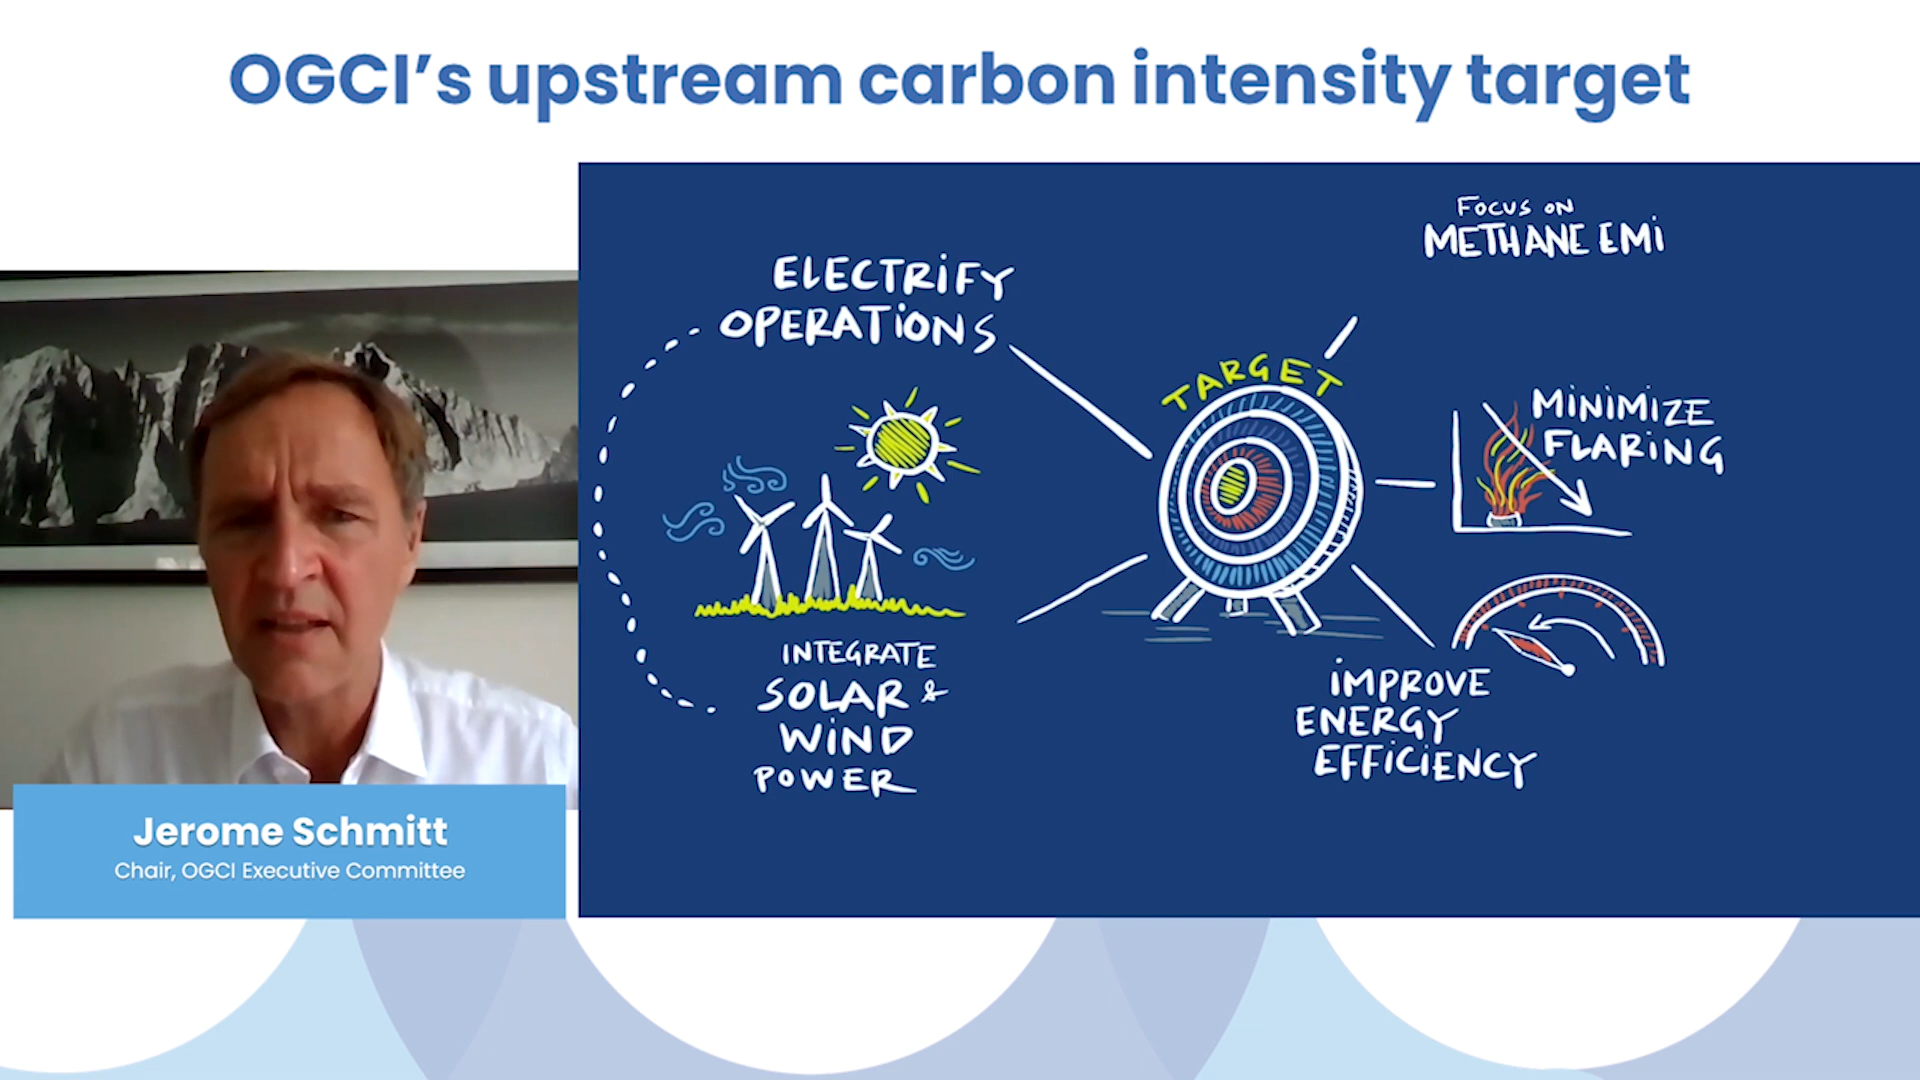 OGCI's upstream carbon intensity target
FOCUS ON
METHANE EMI
ELECTRIFY
OPERATIONS
TARGET
MINIMIZE
FLARING
INTEGRATE
SOLAR &
WIND
POWER
IMPROVE
ENERGY
EFFICIENCY
Jerome Schmitt
Chair, OGCI Executive Committee